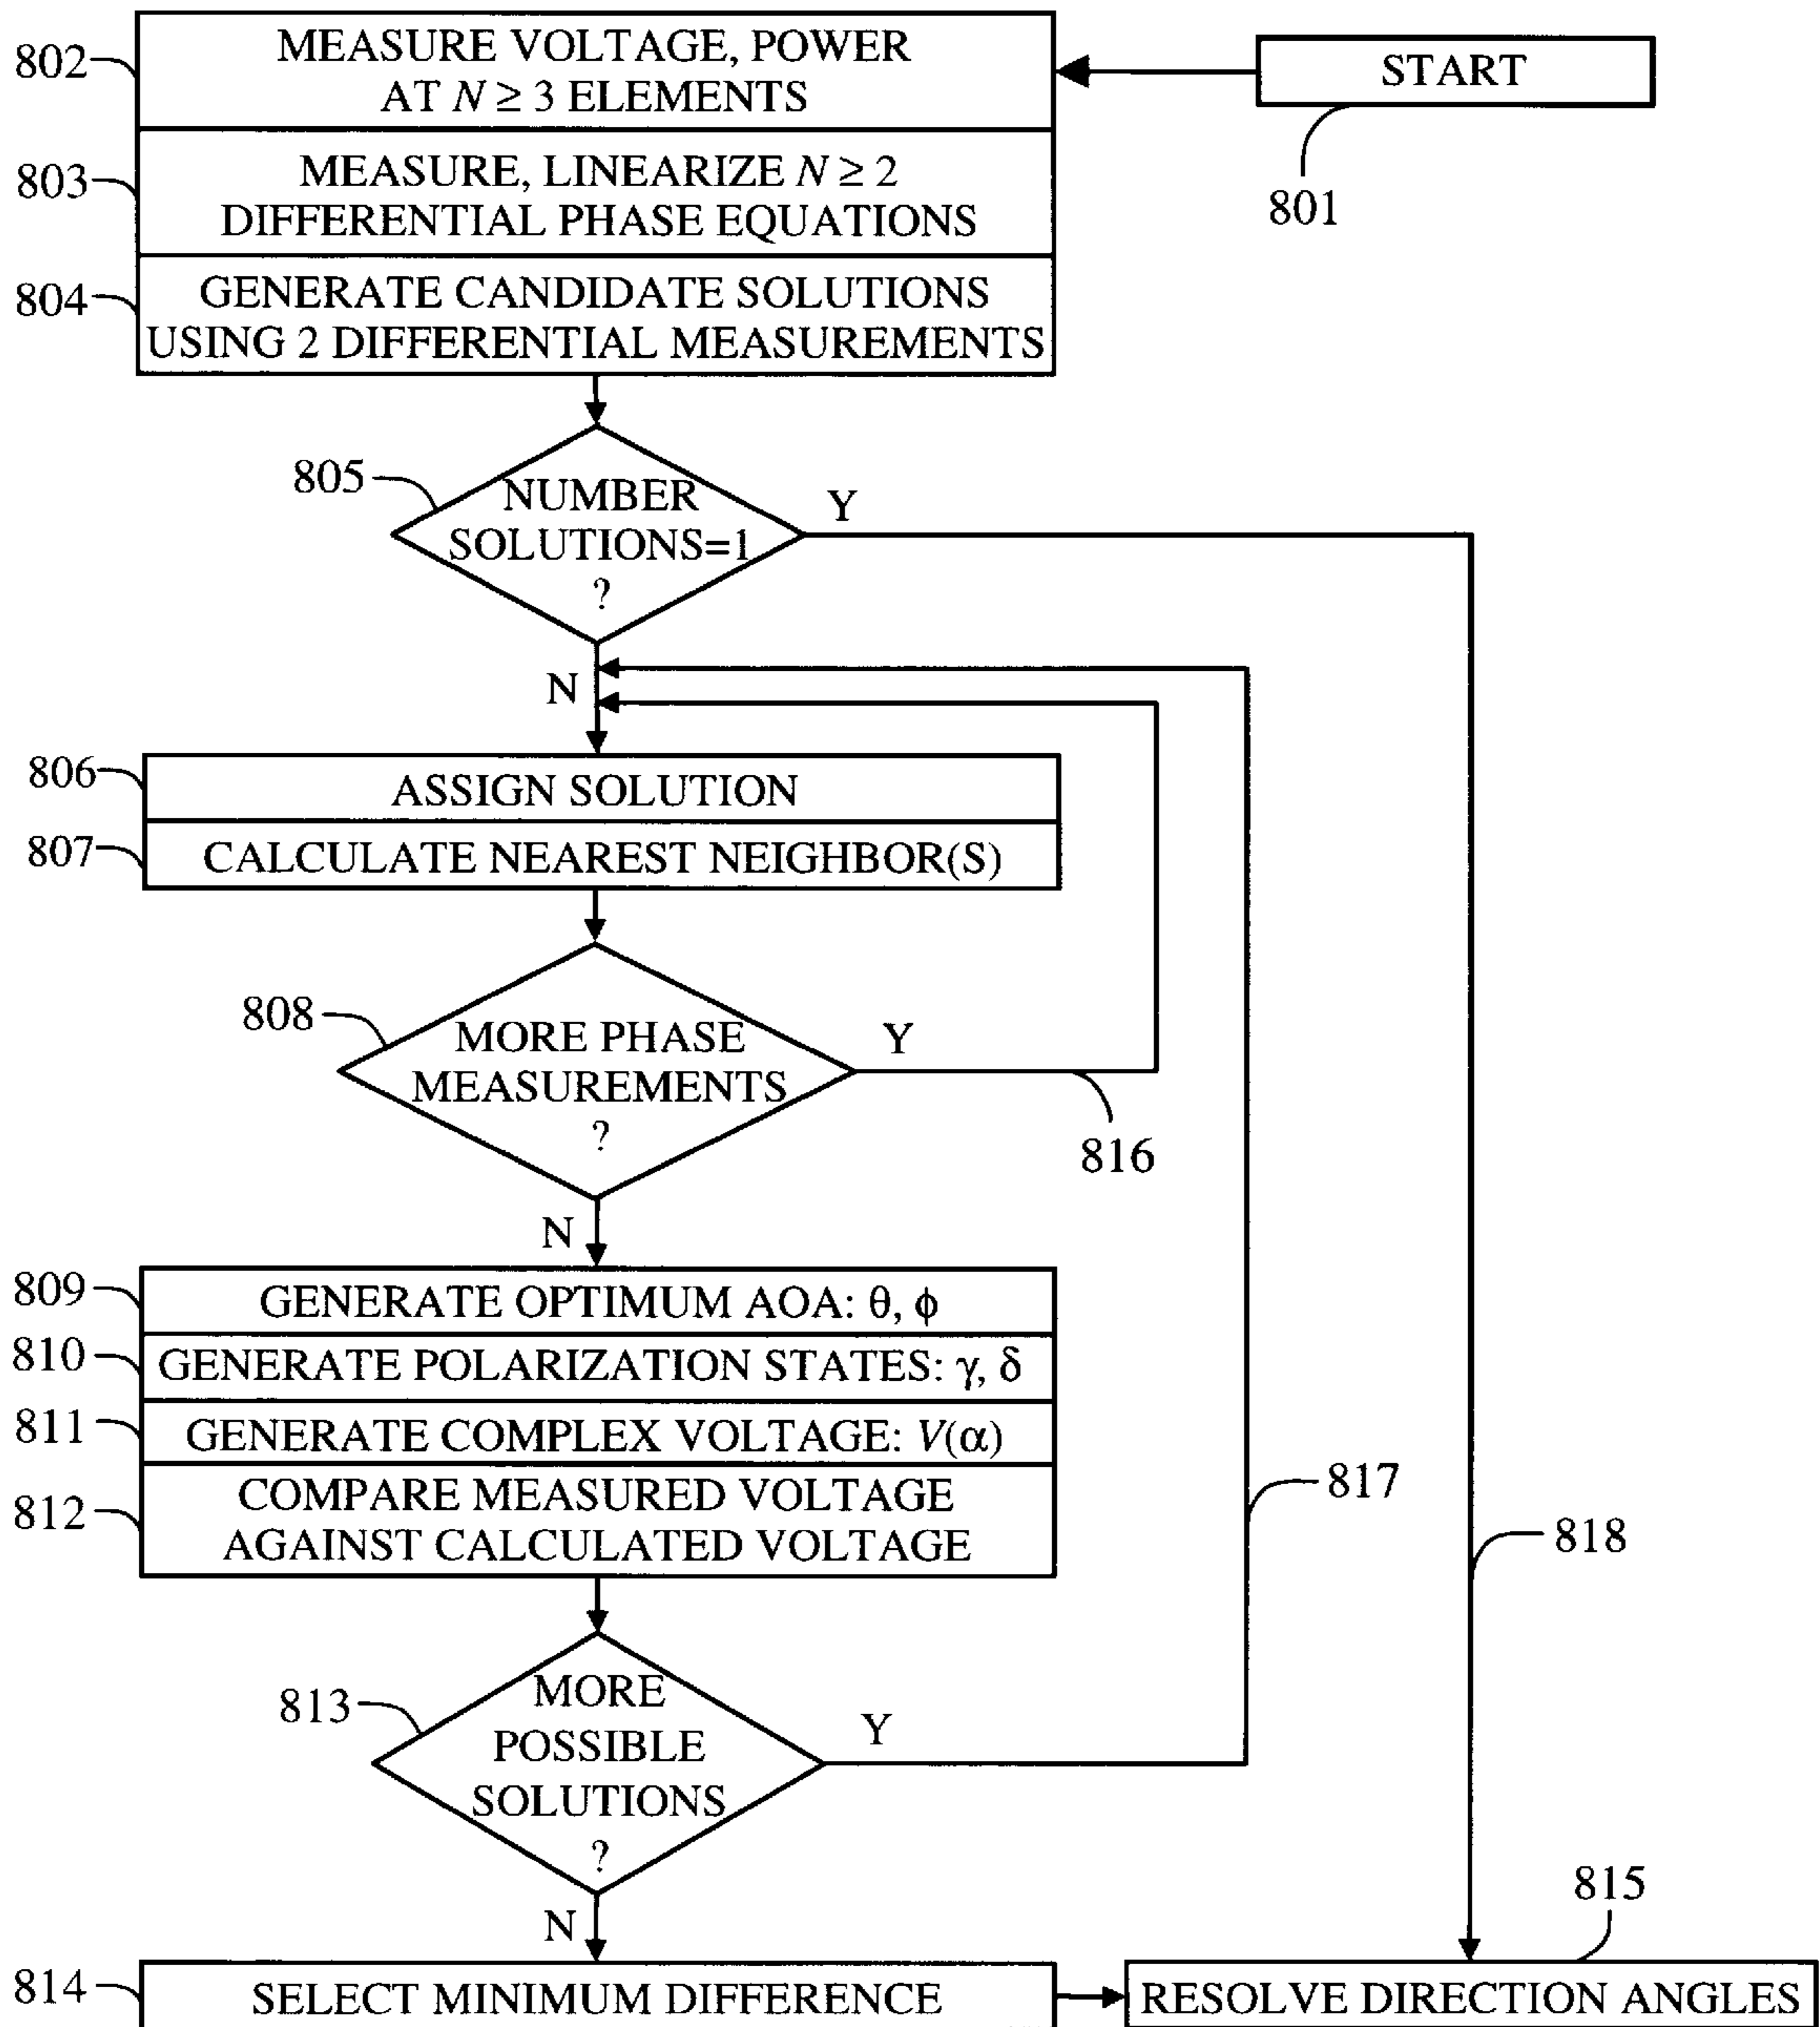 802
MEASURE VOLTAGE, POWER
AT N ≥ 3 ELEMENTS
START
801
803
MEASURE, LINEARIZE N ≥ 2
DIFFERENTIAL PHASE EQUATIONS
804
GENERATE CANDIDATE SOLUTIONS
USING 2 DIFFERENTIAL MEASUREMENTS
805
NUMBER
SOLUTIONS=1
?
Y
N
806
ASSIGN SOLUTION
807
CALCULATE NEAREST NEIGHBOR(S)
808
MORE PHASE
MEASUREMENTS
?
Y
816
N
809
GENERATE OPTIMUM AOA: θ, ϕ
810
GENERATE POLARIZATION STATES: γ, δ
811
GENERATE COMPLEX VOLTAGE: V(α)
812
COMPARE MEASURED VOLTAGE
AGAINST CALCULATED VOLTAGE
817
818
813
MORE
POSSIBLE
SOLUTIONS
?
Y
N
814
SELECT MINIMUM DIFFERENCE
815
RESOLVE DIRECTION ANGLES